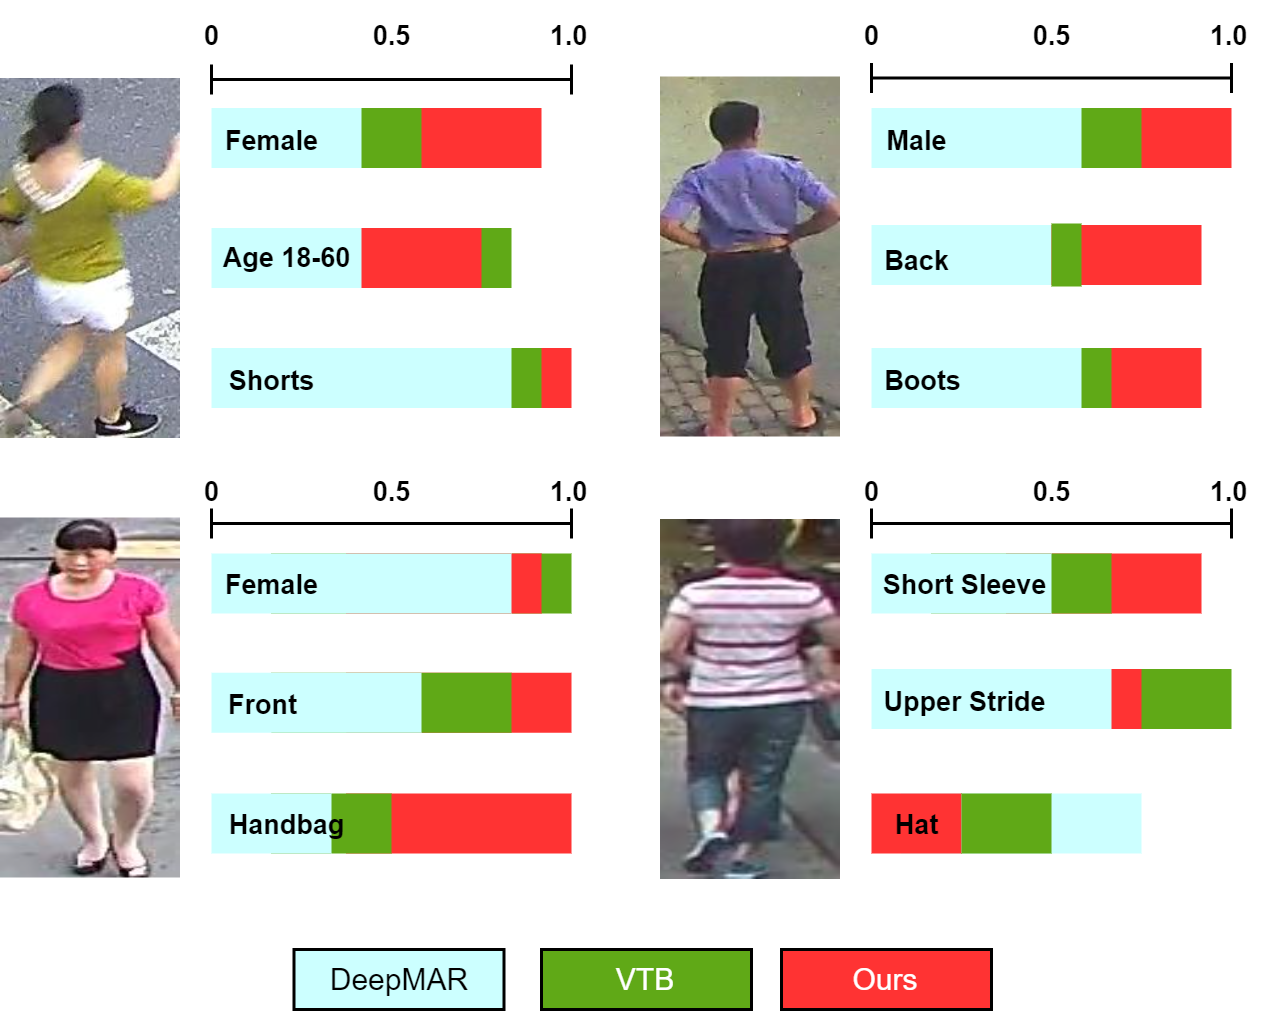 0 0.5 1.0
Female
Age 18-60
Shorts
0 0.5 1.0
Male
Back
Boots
0 0.5 1.0
Female
Front
Handbag
0 0.5 1.0
Short Sleeve
Upper Stride
Hat
DeepMAR VTB Ours